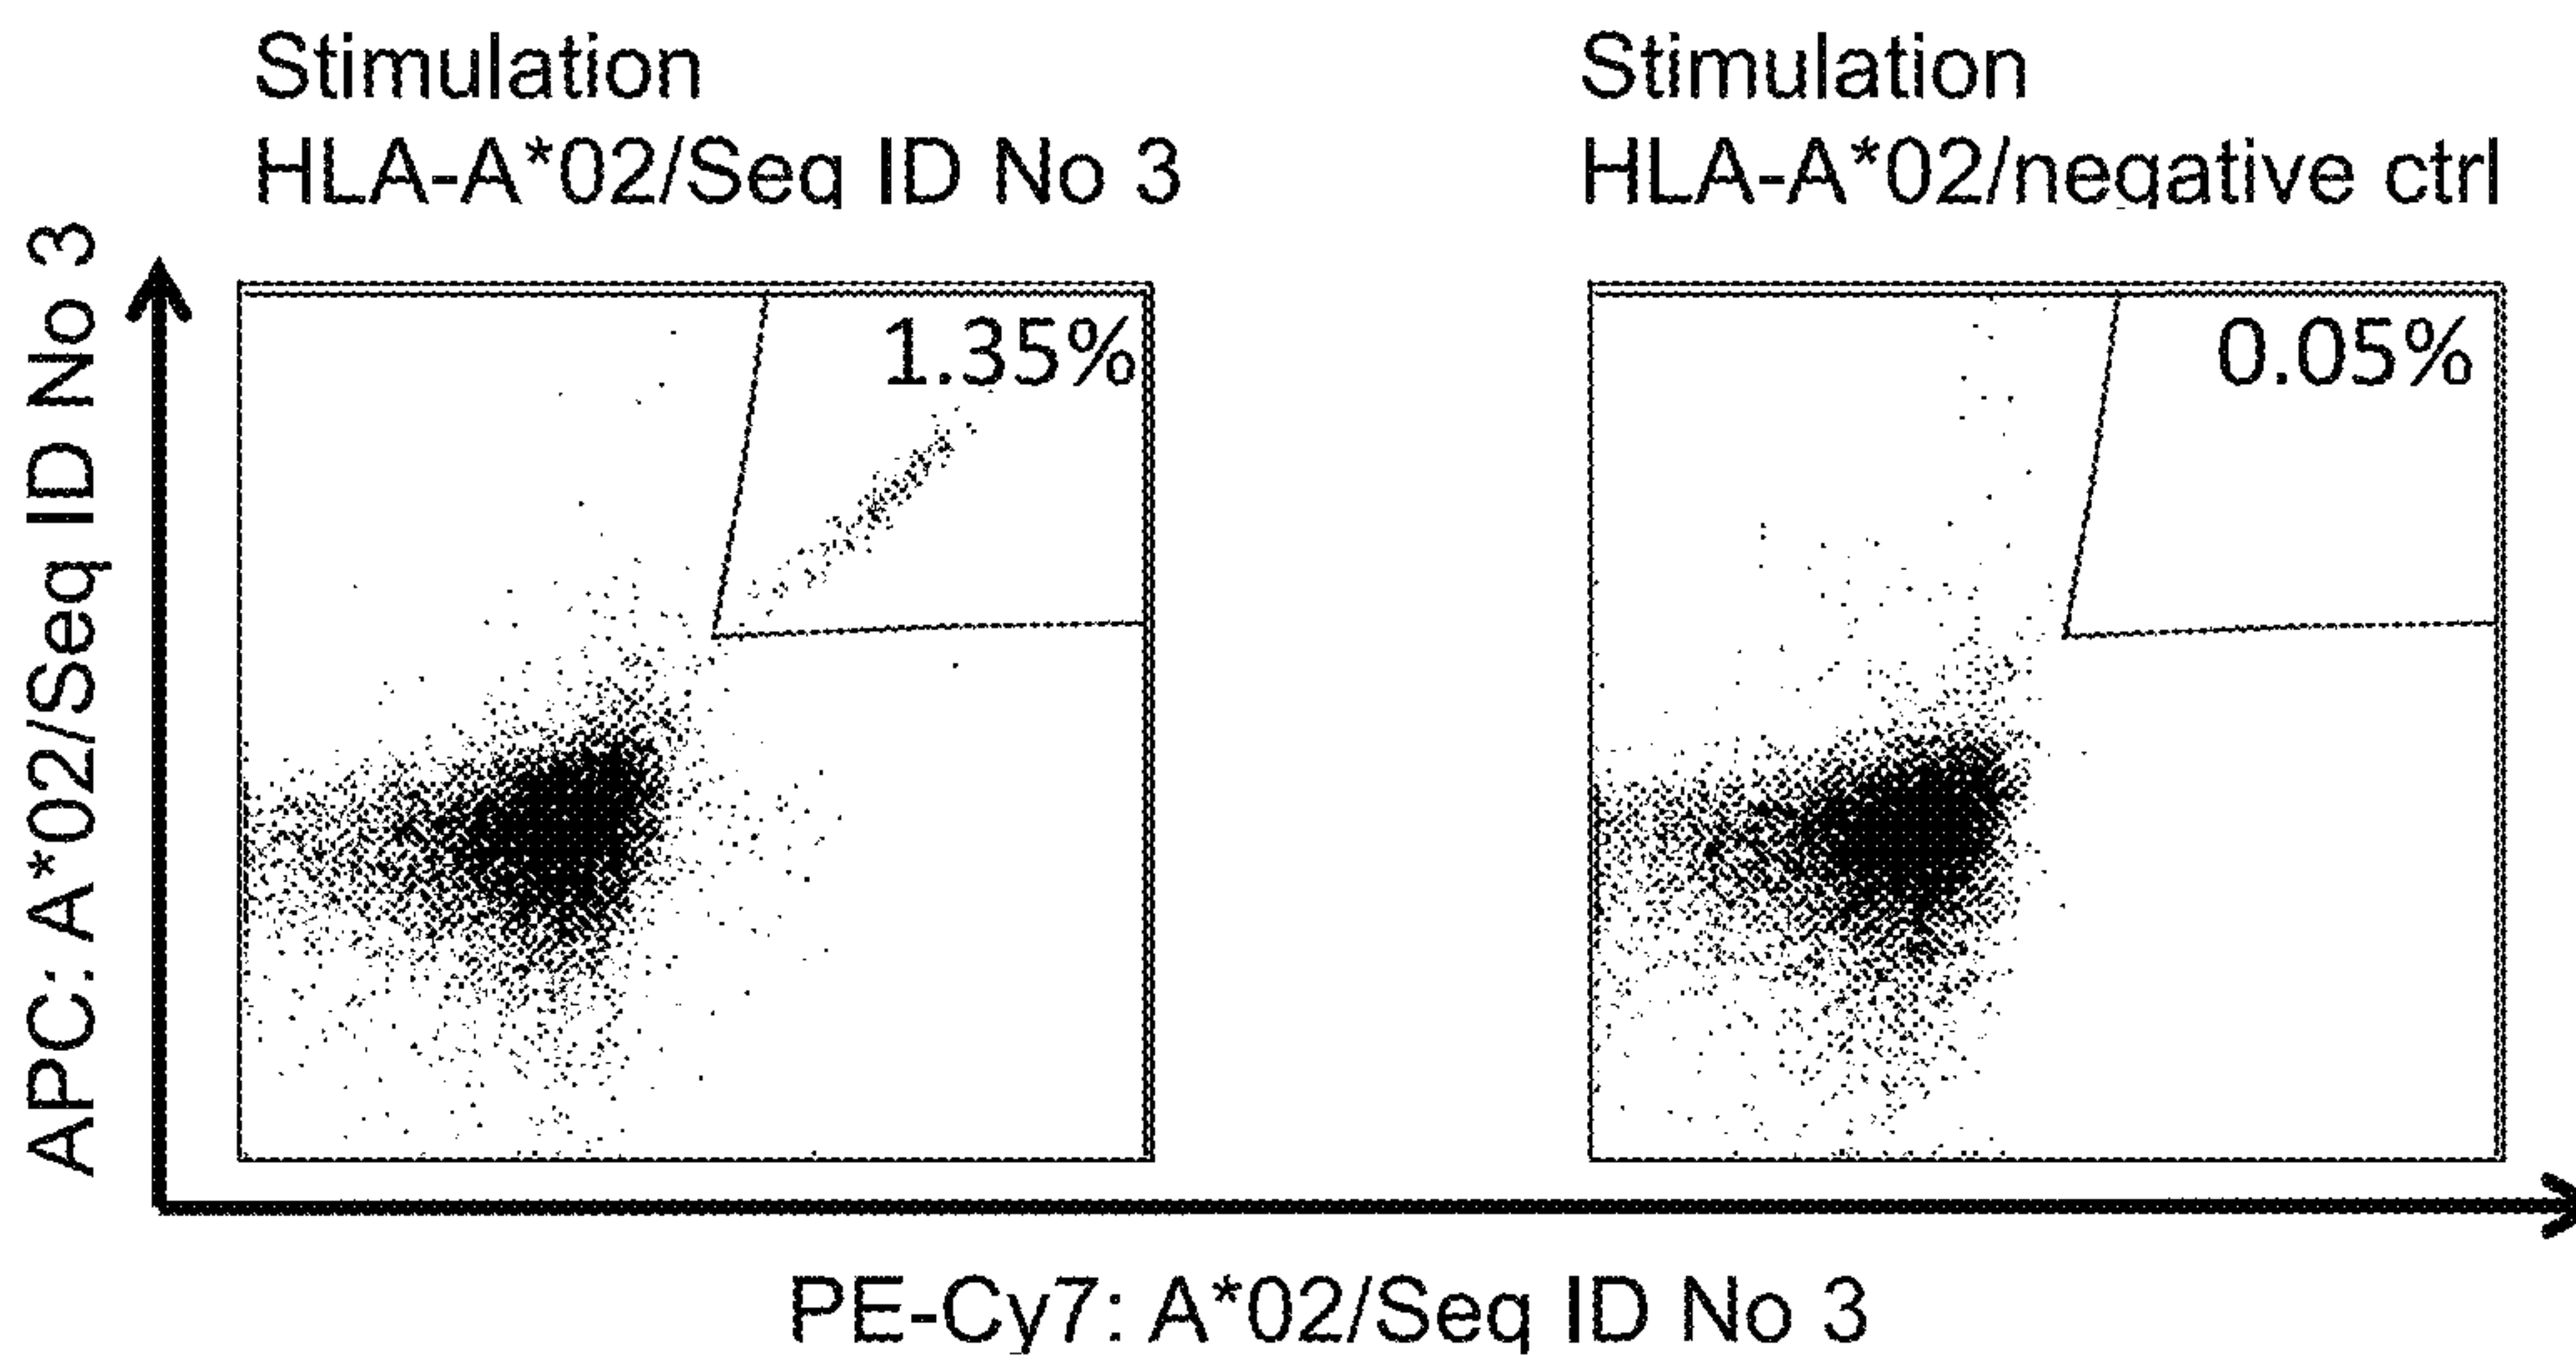 Stimulation
HLA-A*02/Seq ID No 3
Stimulation
HLA-A*02/negative ctrl
APC: A*02/Seq ID No 3
1.35%
0.05%
PE-Cy7: A*02/Seq ID No 3